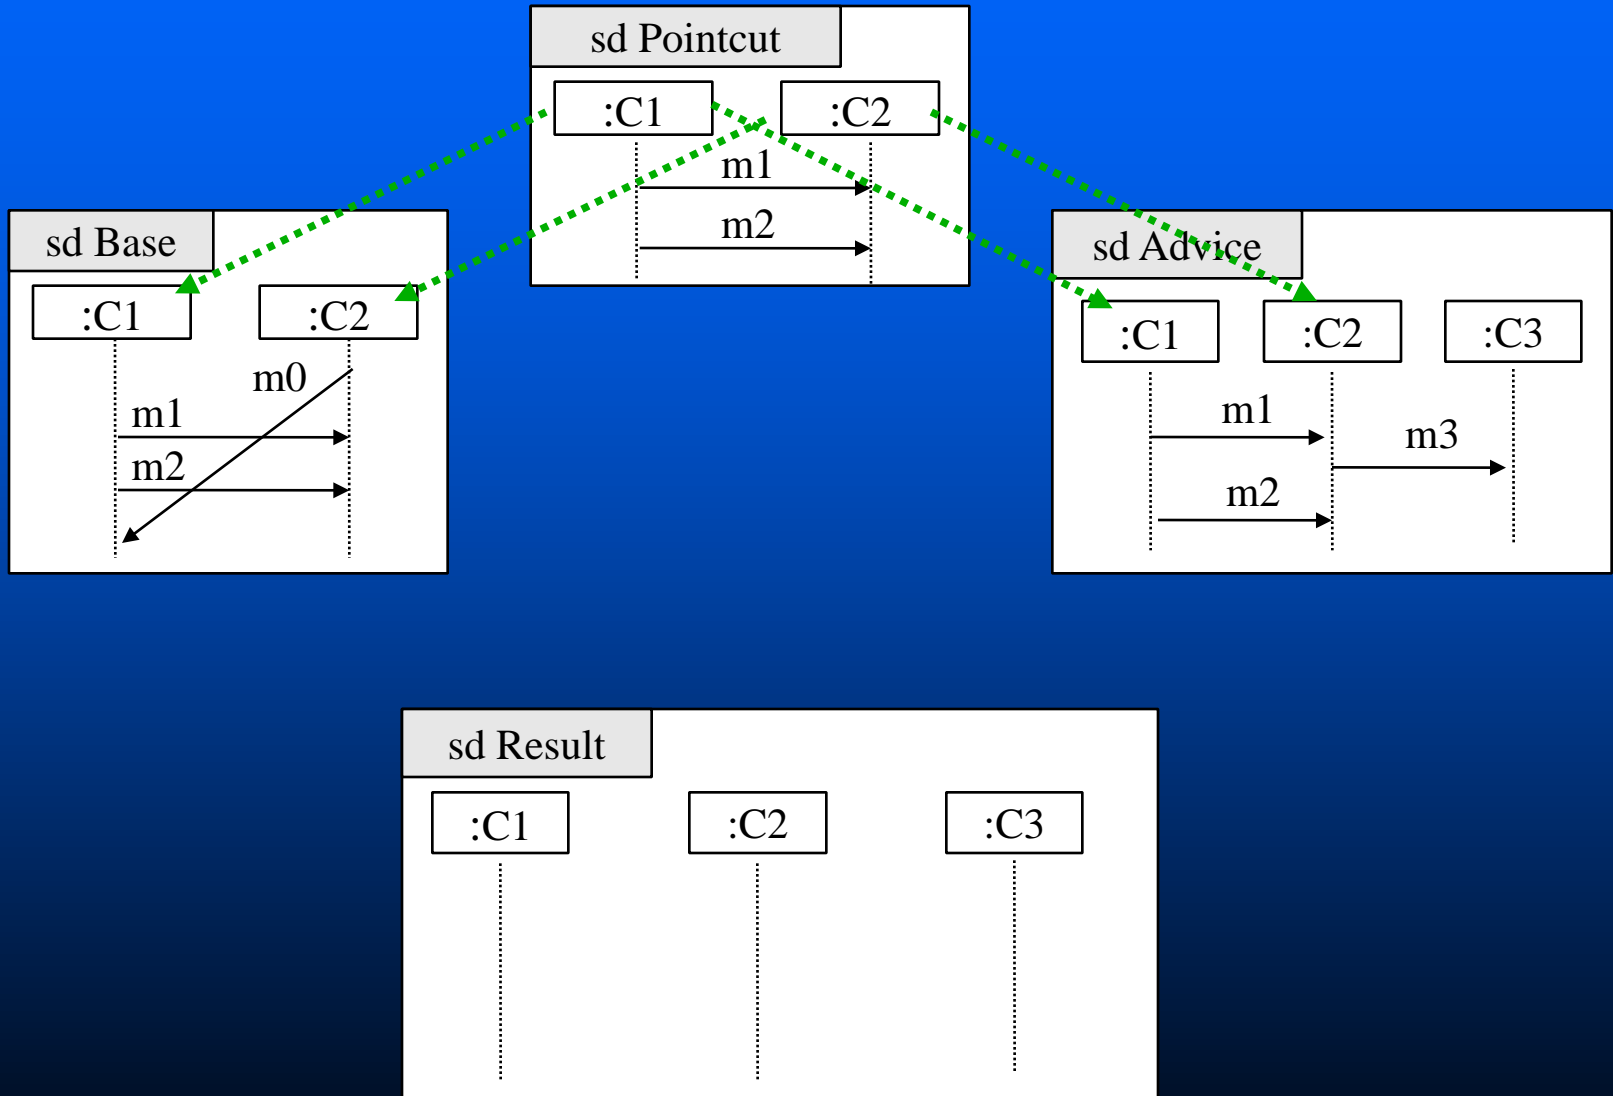 sd Pointcut
:C1
:C2
m1
m2
sd Base
:C1
:C2
m0
m1
m2
sd Advice
:C1
:C2
:C3
m1
m3
m2
sd Result
:C1
:C2
:C3